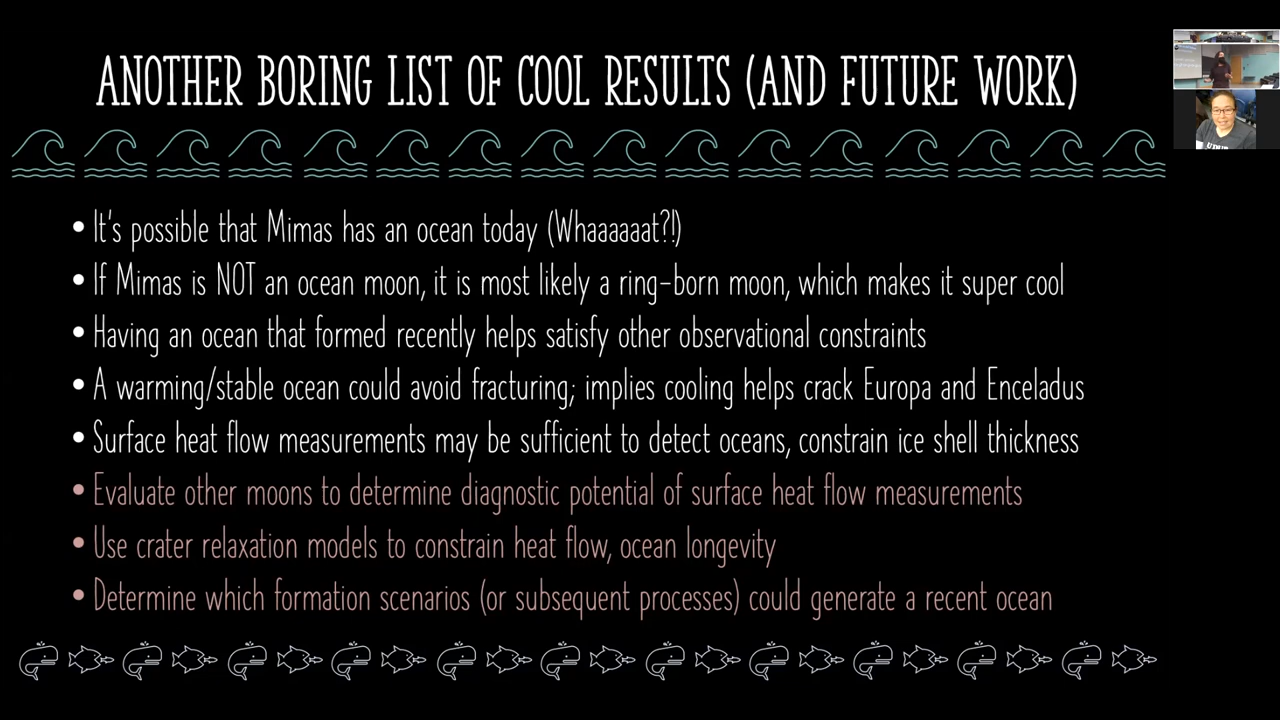 ANOTHER BORING LIST OF COOL RESULTS (AND FUTURE WORK)
• It's possible that Mimas has an ocean today (Whaaaaaat?!)
• If Mimas is NOT an ocean moon, it is most likely a ring-born moon, which makes it super cool
• Having an ocean that formed recently helps satisfy other observational constraints
• A warming/stable ocean could avoid fracturing; implies cooling helps crack Europa and Enceladus
• Surface heat flow measurements may be sufficient to detect oceans, constrain ice shell thickness
• Evaluate other moons to determine diagnostic potential of surface heat flow measurements
• Use crater relaxation models to constrain heat flow, ocean longevity
• Determine which formation scenarios (or subsequent processes) could generate a recent ocean